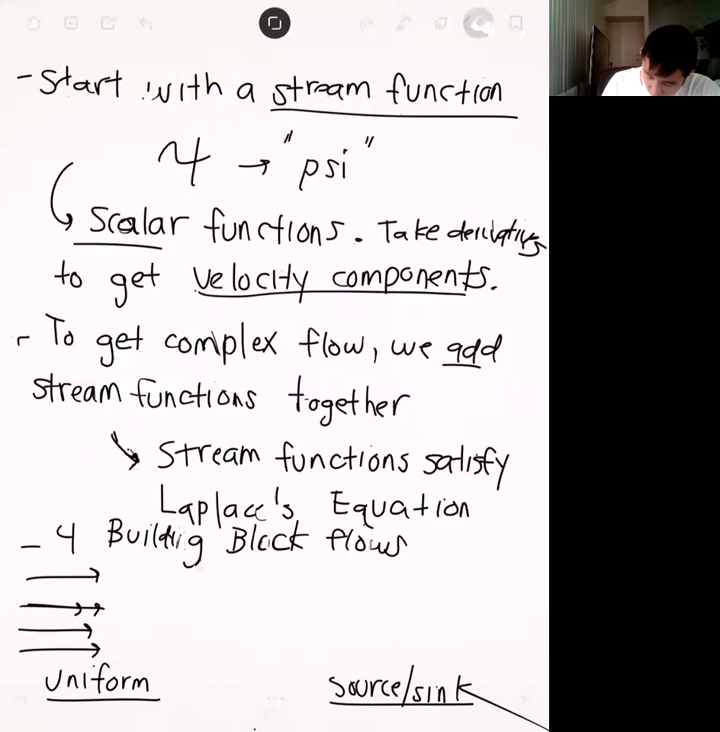 - Start with a stream function
ψ → "psi"
Scalar functions. Take derivatives
to get velocity components.
- To get complex flow, we add
stream functions together
↳ Stream functions satisfy
Laplace's Equation
- 4 Building Block flows
uniform source/sink